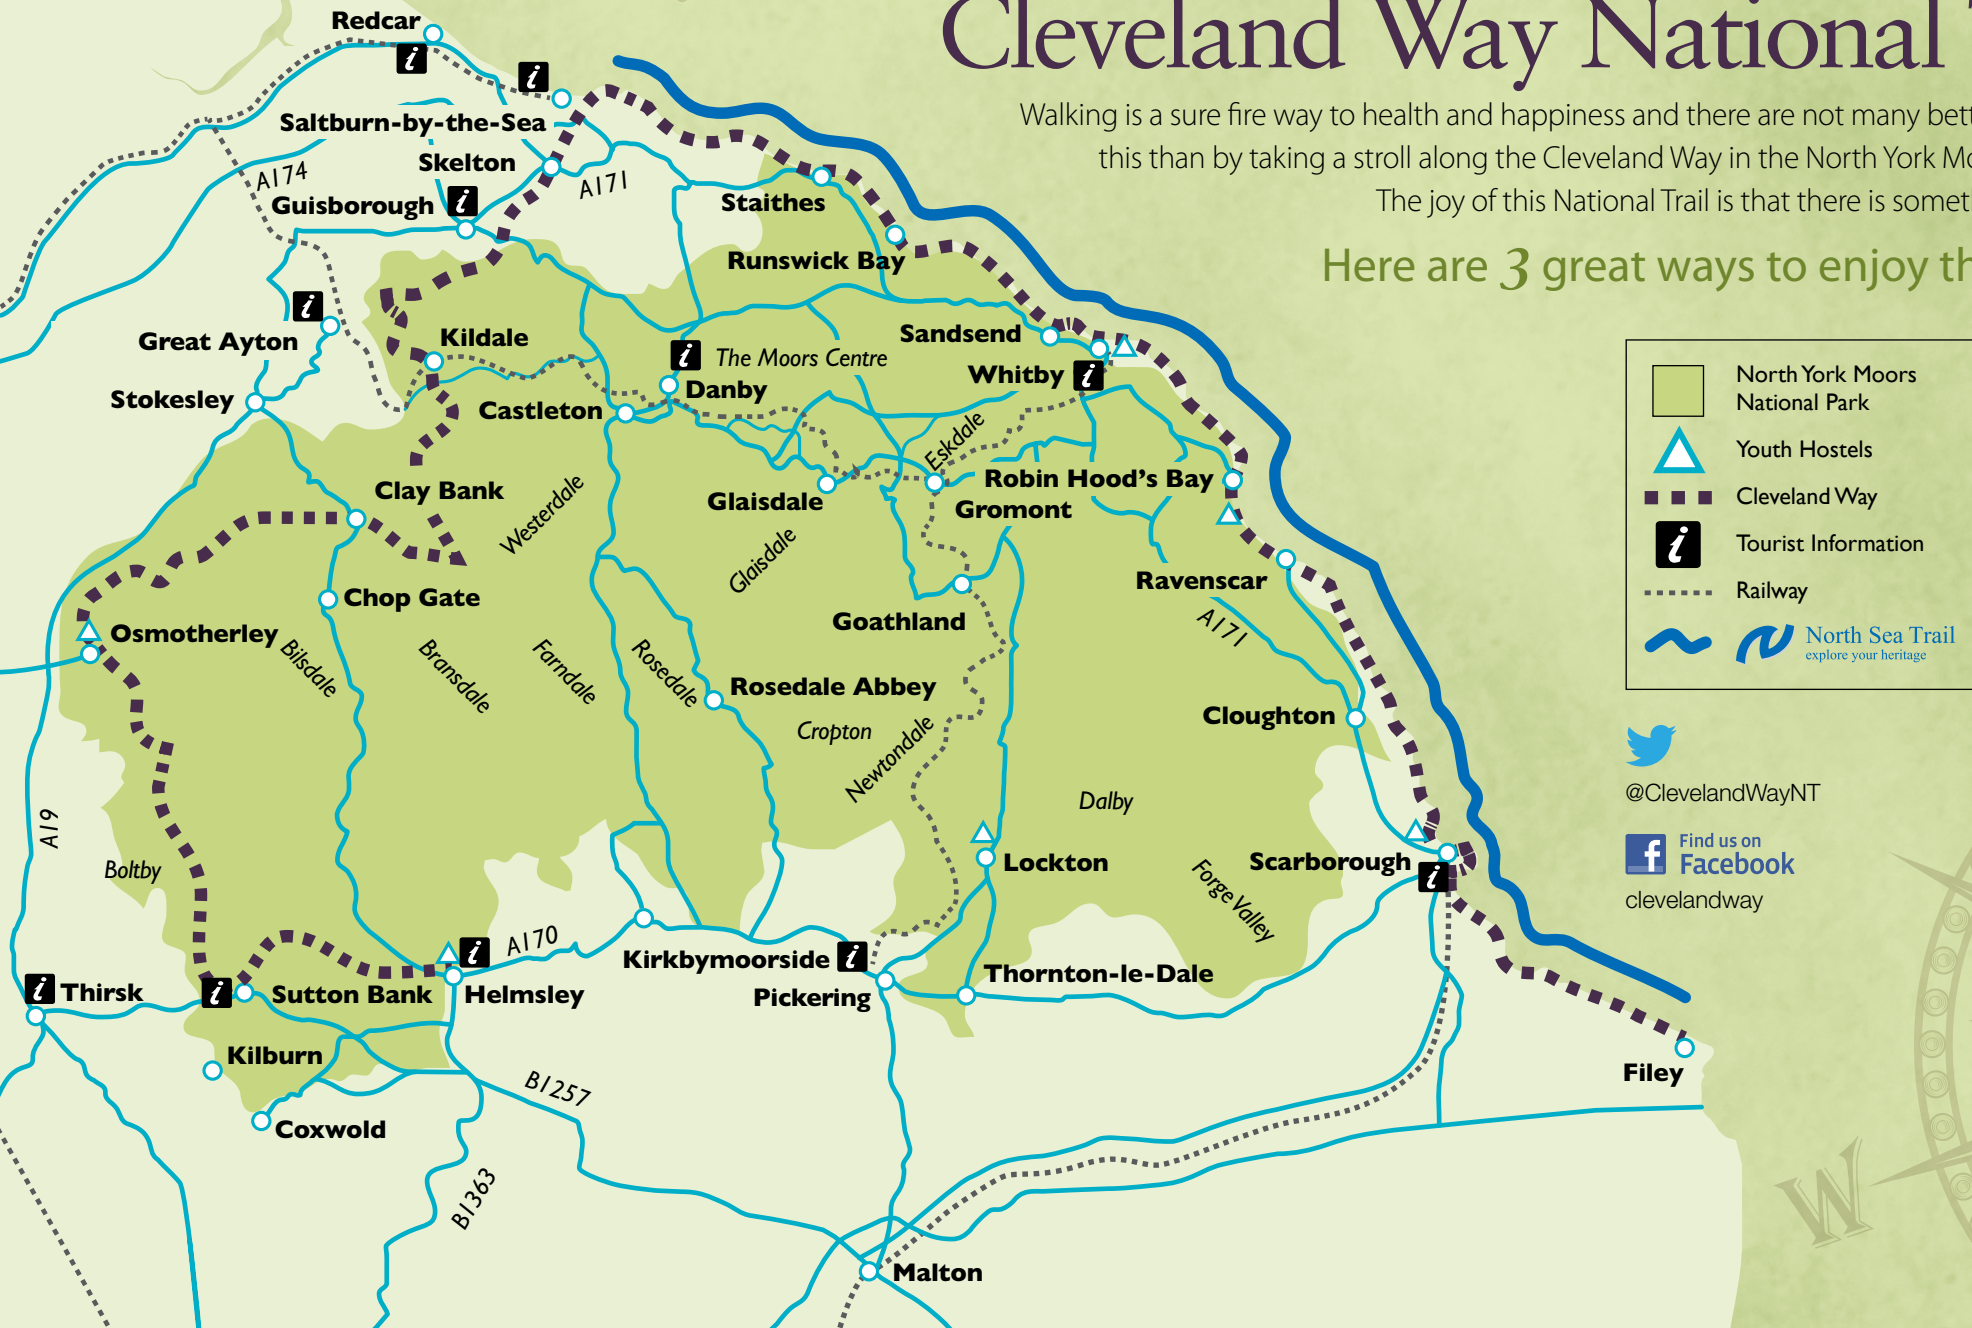 Cleveland Way National
Walking is a sure fire way to health and happiness and there are not many
this than by taking a stroll along the Cleveland Way in the North York
The joy of this National Trail is that there is
Here are 3 great ways to enjoy
Redcar
i
i
Saltburn-by-the-Sea
Skelton
A174
A171
Guisborough
i
Staithes
Runswick Bay
i
Great Ayton
Kildale
Sandsend
i
The Moors Centre
Whitby
i
Danby
Stokesley
Castleton
Eskdale
Robin Hood's Bay
Clay Bank
Westerdale
Glaisdale
Gromont
Glaisdale
Ravenscar
Chop Gate
Goathland
A171
Osmotherley
Bilsdale
Bransdale
Farndale
Rosedale
Rosedale Abbey
Cropton
Newtondale
Cloughton
Dalby
A19
Boltby
Lockton
Scarborough
i
Forge Valley
i
A170
Kirkbymoorside
i
Thornton-le-Dale
i
Thirsk
i
Sutton Bank
Helmsley
Pickering
Kilburn
Filey
B1257
Coxwold
B1363
Malton
North York Moors
National Park
Youth Hostels
Cleveland Way
i
Tourist Information
Railway
North Sea Trail
explore your heritage
@ClevelandWayNT
f
Find us on
Facebook
clevelandway
W